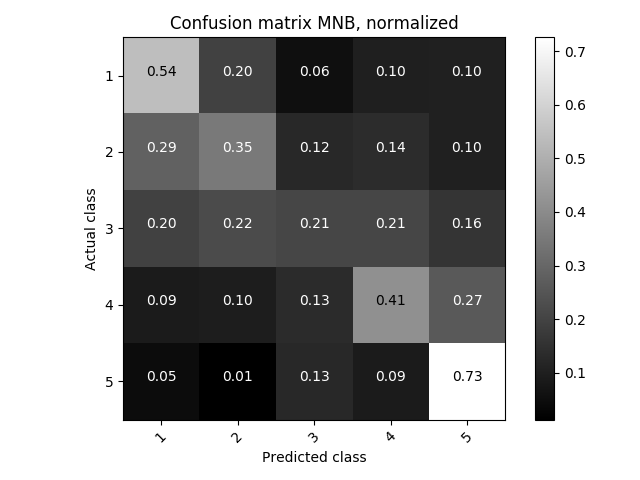 Confusion matrix MNB, normalized
Actual class
1 0.54 0.20 0.06 0.10 0.10
2 0.29 0.35 0.12 0.14 0.10
3 0.20 0.22 0.21 0.21 0.16
4 0.09 0.10 0.13 0.41 0.27
5 0.05 0.01 0.13 0.09 0.73
1 2 3 4 5
Predicted class
0.7
0.6
0.5
0.4
0.3
0.2
0.1